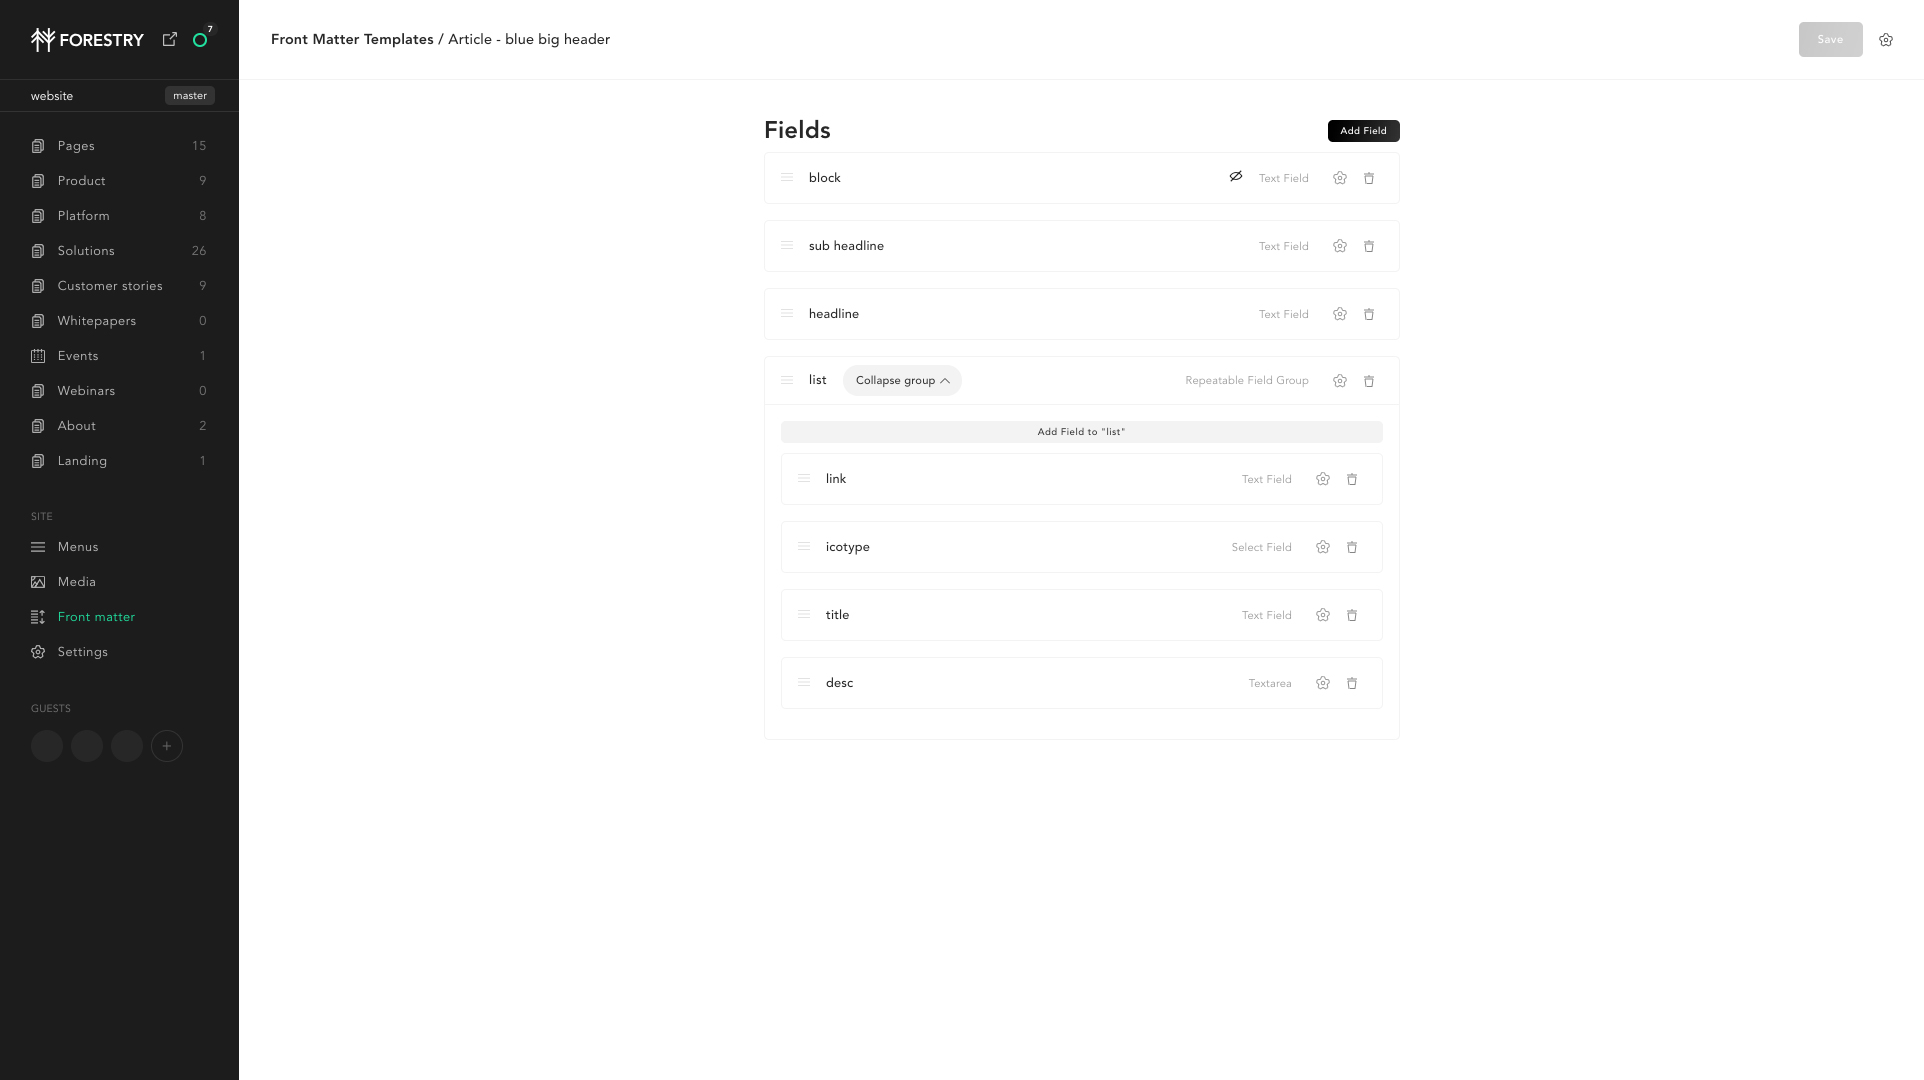 FORESTRY
7
website
master
Pages 15
Product 9
Platform 8
Solutions 26
Customer stories 9
Whitepapers 0
Events 1
Webinars 0
About 2
Landing 1
SITE
Menus
Media
Front matter
Settings
GUESTS
Front Matter Templates / Article - blue big header
Save
Fields
Add Field
block Text Field
sub headline Text Field
headline Text Field
list Collapse group Repeatable Field Group
Add Field to "list"
link Text Field
icotype Select Field
title Text Field
desc Textarea